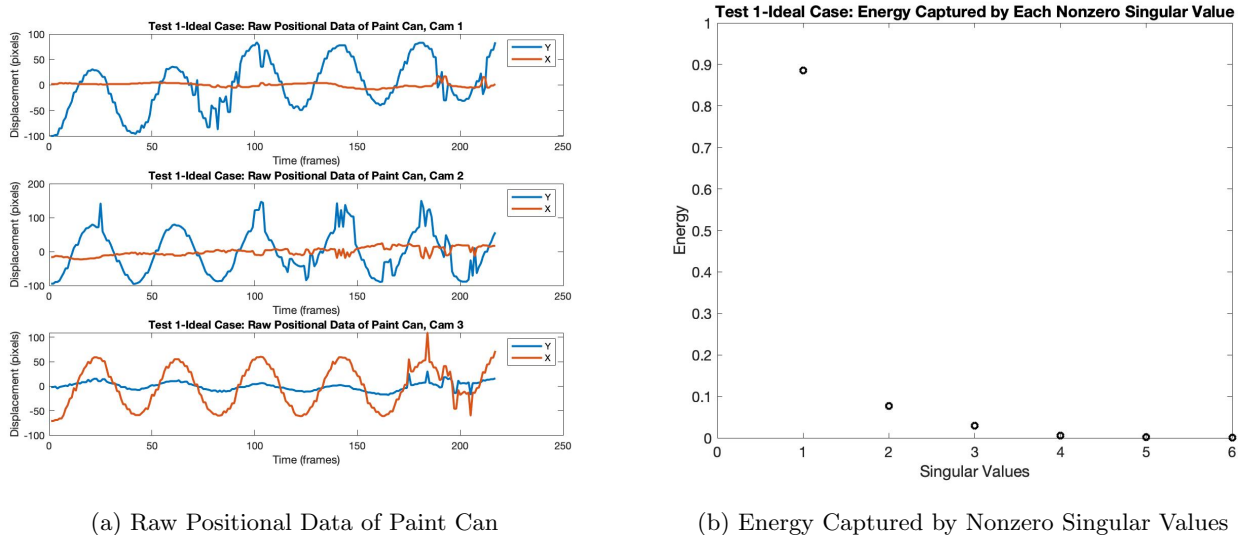 Test 1-Ideal Case: Raw Positional Data of Paint Can, Cam 1
Displacement (pixels)
100
50
0
-50
-100
Y
X
0 50 100 150 200 250
Time (frames)
Test 1-Ideal Case: Raw Positional Data of Paint Can, Cam 2
Displacement (pixels)
200
100
0
-100
Y
X
0 50 100 150 200 250
Time (frames)
Test 1-Ideal Case: Raw Positional Data of Paint Can, Cam 3
Displacement (pixels)
100
50
0
-50
-100
Y
X
0 50 100 150 200 250
Time (frames)
(a) Raw Positional Data of Paint Can
Test 1-Ideal Case: Energy Captured by Each Nonzero Singular Value
Energy
1
0.9
0.8
0.7
0.6
0.5
0.4
0.3
0.2
0.1
0
0 1 2 3 4 5 6
Singular Values
(b) Energy Captured by Nonzero Singular Values